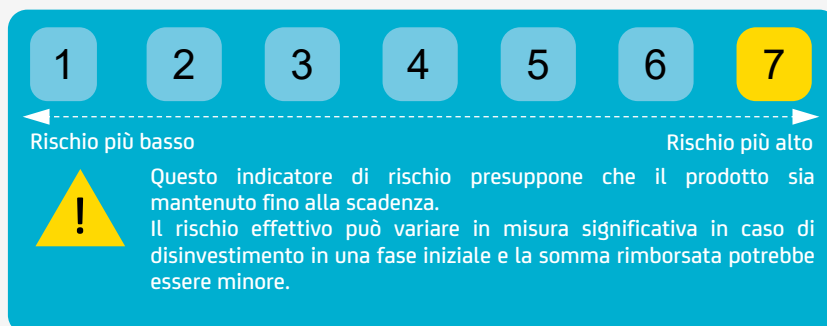 1 2 3 4 5 6 7
Rischio più basso Rischio più alto
Questo indicatore di rischio presuppone che il prodotto sia
mantenuto fino alla scadenza.
!
Il rischio effettivo può variare in misura significativa in caso di
disinvestimento in una fase iniziale e la somma rimborsata potrebbe
essere minore.